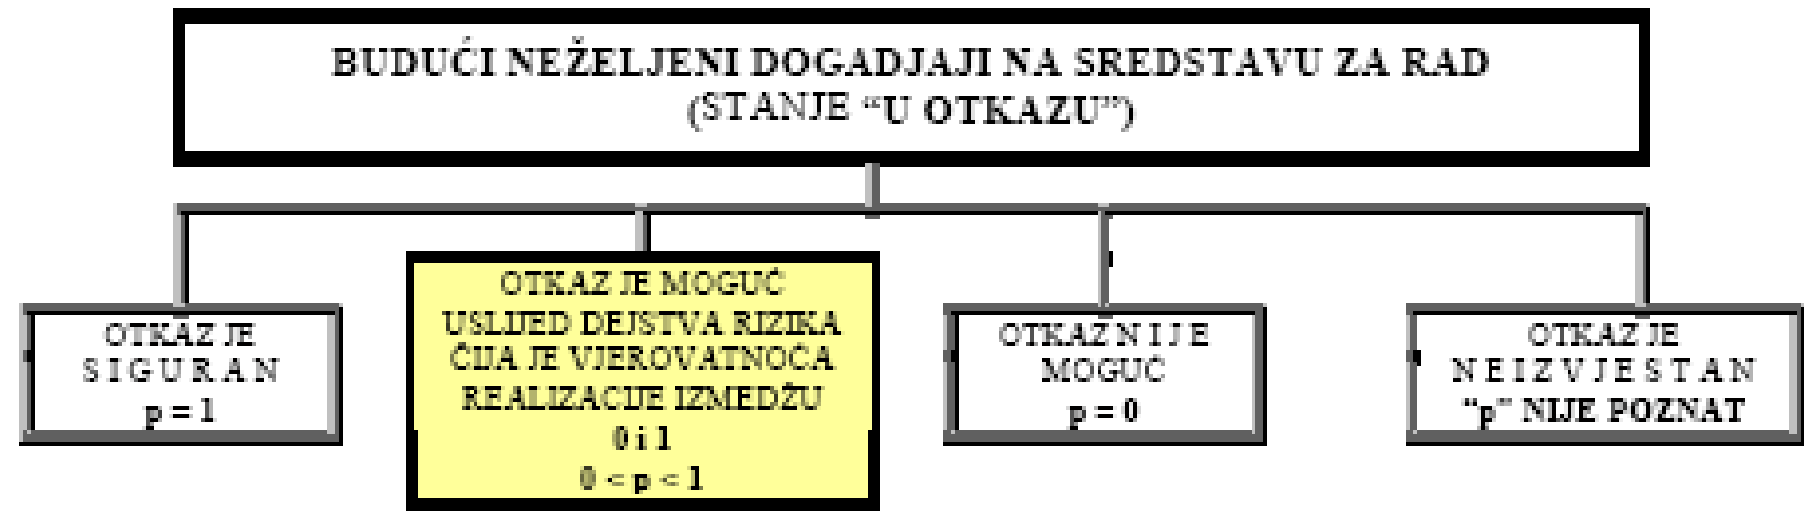 BUDUĆI NEŽELJENI DOGADJAJI NA SREDSTAVU ZA RAD
(STANJE “U OTKAZU”)
OTKAZ JE
S I G U R A N
p = 1
OTKAZ JE MOGUĆ
USLIJED DEJSTVA RIZIKA
ČIJA JE VJEROVATNOĆA
REALIZACIJE IZMEDŽU
0 i 1
0 < p < 1
OTKAZ N I J E
MOGUĆ
p = 0
OTKAZ JE
N E I Z V J E S T A N
“p” NIJE POZNAT